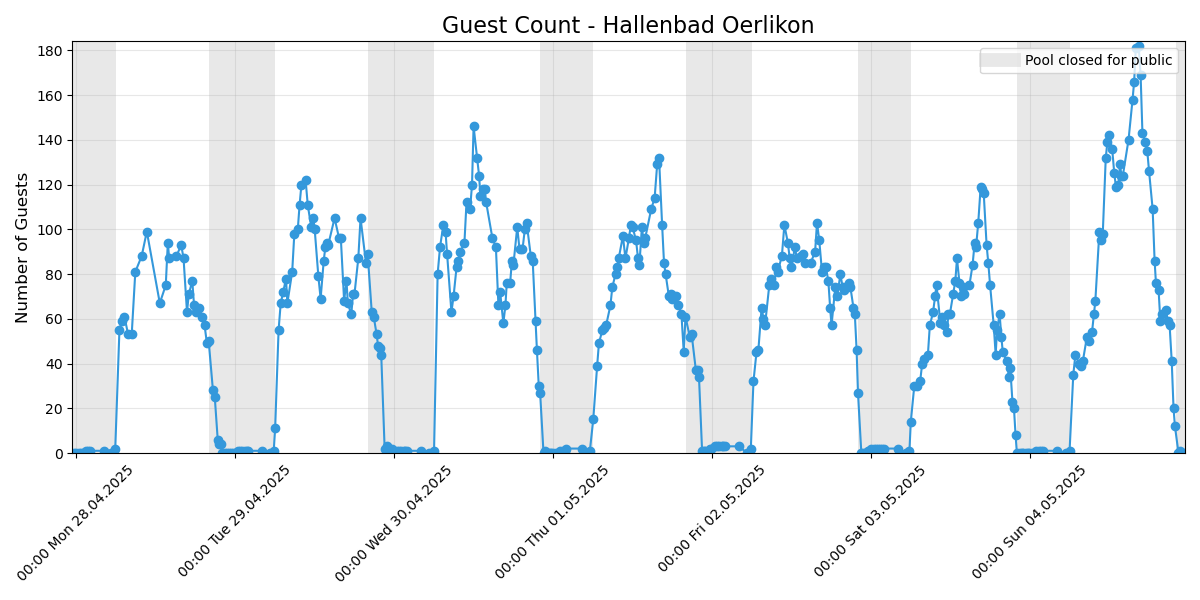 Guest Count - Hallenbad Oerlikon
Pool closed for public
Number of Guests
180
160
140
120
100
80
60
40
20
0
00:00 Mon 28.04.2025
00:00 Tue 29.04.2025
00:00 Wed 30.04.2025
00:00 Thu 01.05.2025
00:00 Fri 02.05.2025
00:00 Sat 03.05.2025
00:00 Sun 04.05.2025